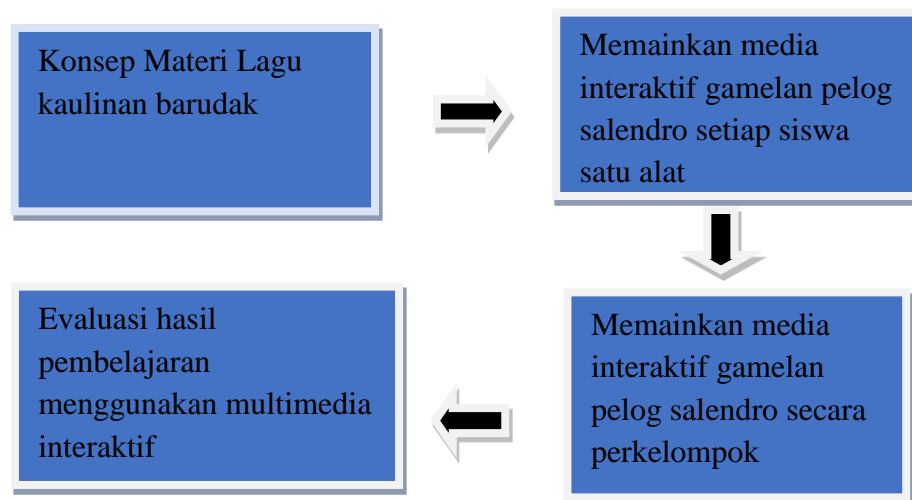 Konsep Materi Lagu
kaulinan barudak
Memainkan media
interaktif gamelan pelog
salendro setiap siswa
satu alat
Memainkan media
interaktif gamelan
pelog salendro secara
perkelompok
Evaluasi hasil
pembelajaran
menggunakan multimedia
interaktif